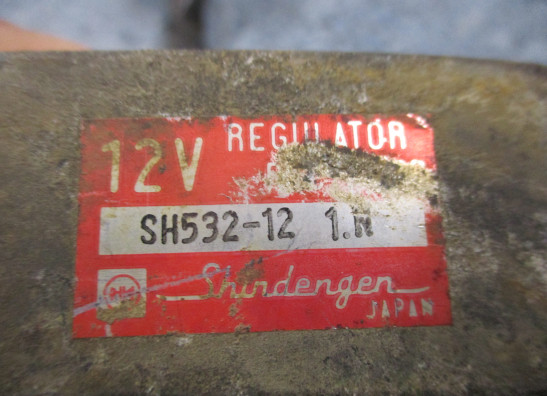 12V REGULATOR
SH532-12 1.N
Shindengen
JAPAN